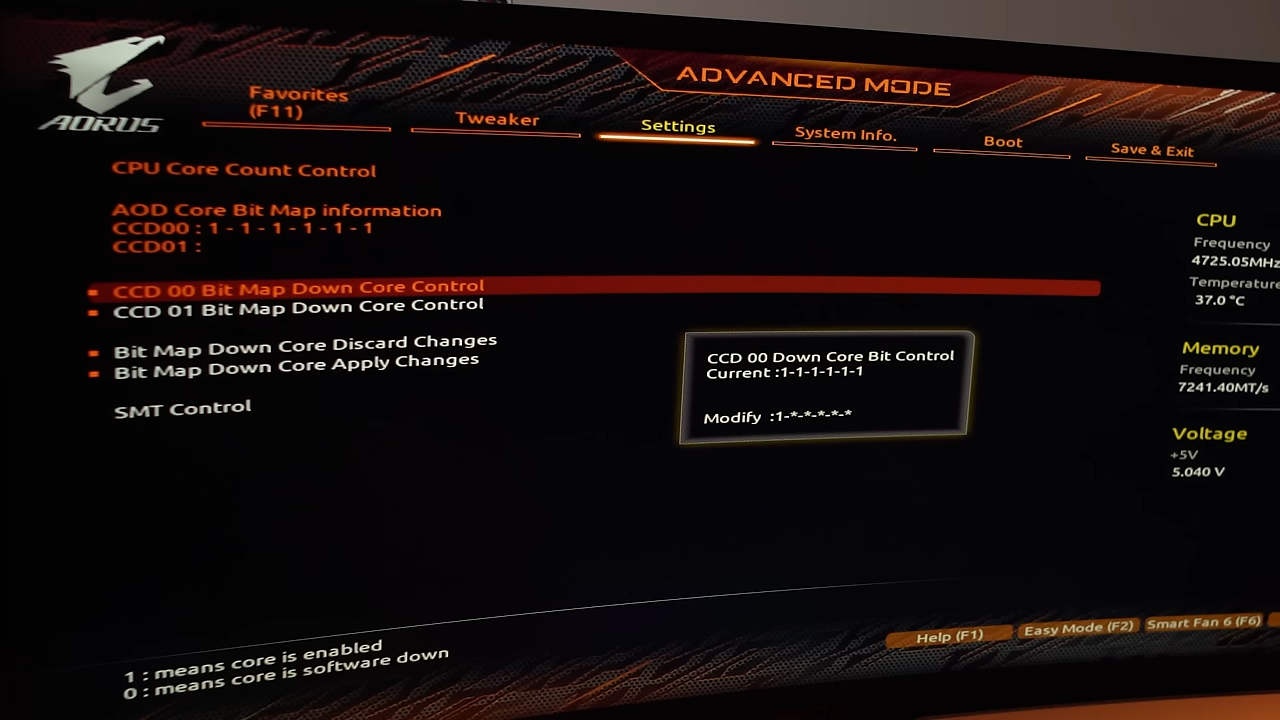 ADVANCED MODE
AORUS
Favorites
(F11)
Tweaker
Settings
System Info.
Boot
Save & Exit
CPU Core Count Control
AOD Core Bit Map information
CCD00 : 1 - 1 - 1 - 1 - 1 - 1
CCD01 :
CCD 00 Bit Map Down Core Control
CCD 01 Bit Map Down Core Control
Bit Map Down Core Discard Changes
Bit Map Down Core Apply Changes
SMT Control
CCD 00 Down Core Bit Control
Current :1-1-1-1-1-1
Modify :1-*-*-*-*-*
CPU
Frequency
4725.05MHz
Temperature
37.0 °C
Memory
Frequency
7241.40MT/s
Voltage
+5V
5.040 V
1 : means core is enabled
0 : means core is software down
Help (F1)
Easy Mode (F2)
Smart Fan 6 (F6)